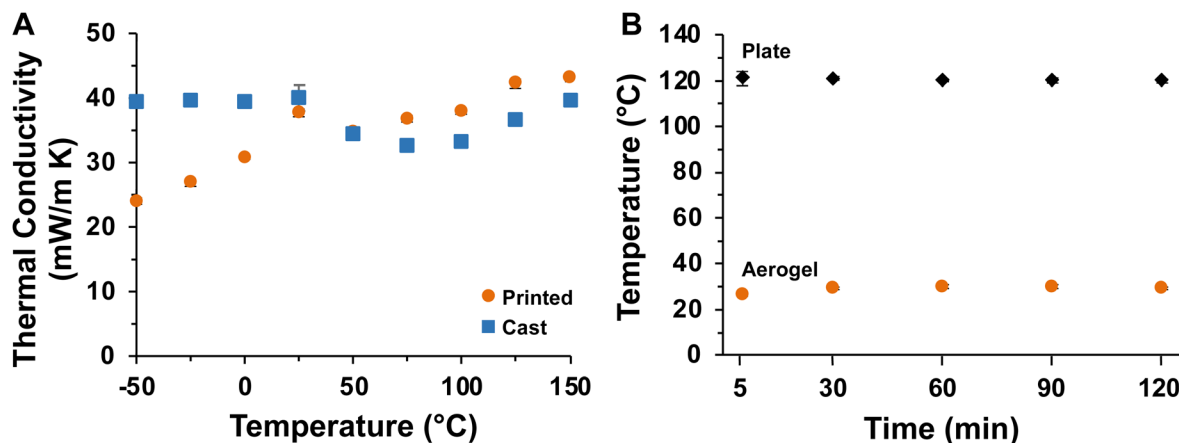 A
Thermal Conductivity
(mW/m K)
50
40
30
20
10
0
-50
0
50
100
150
Temperature (°C)
Printed
Cast
B
Temperature (°C)
140
120
100
80
60
40
20
0
5
30
60
90
120
Time (min)
Plate
Aerogel